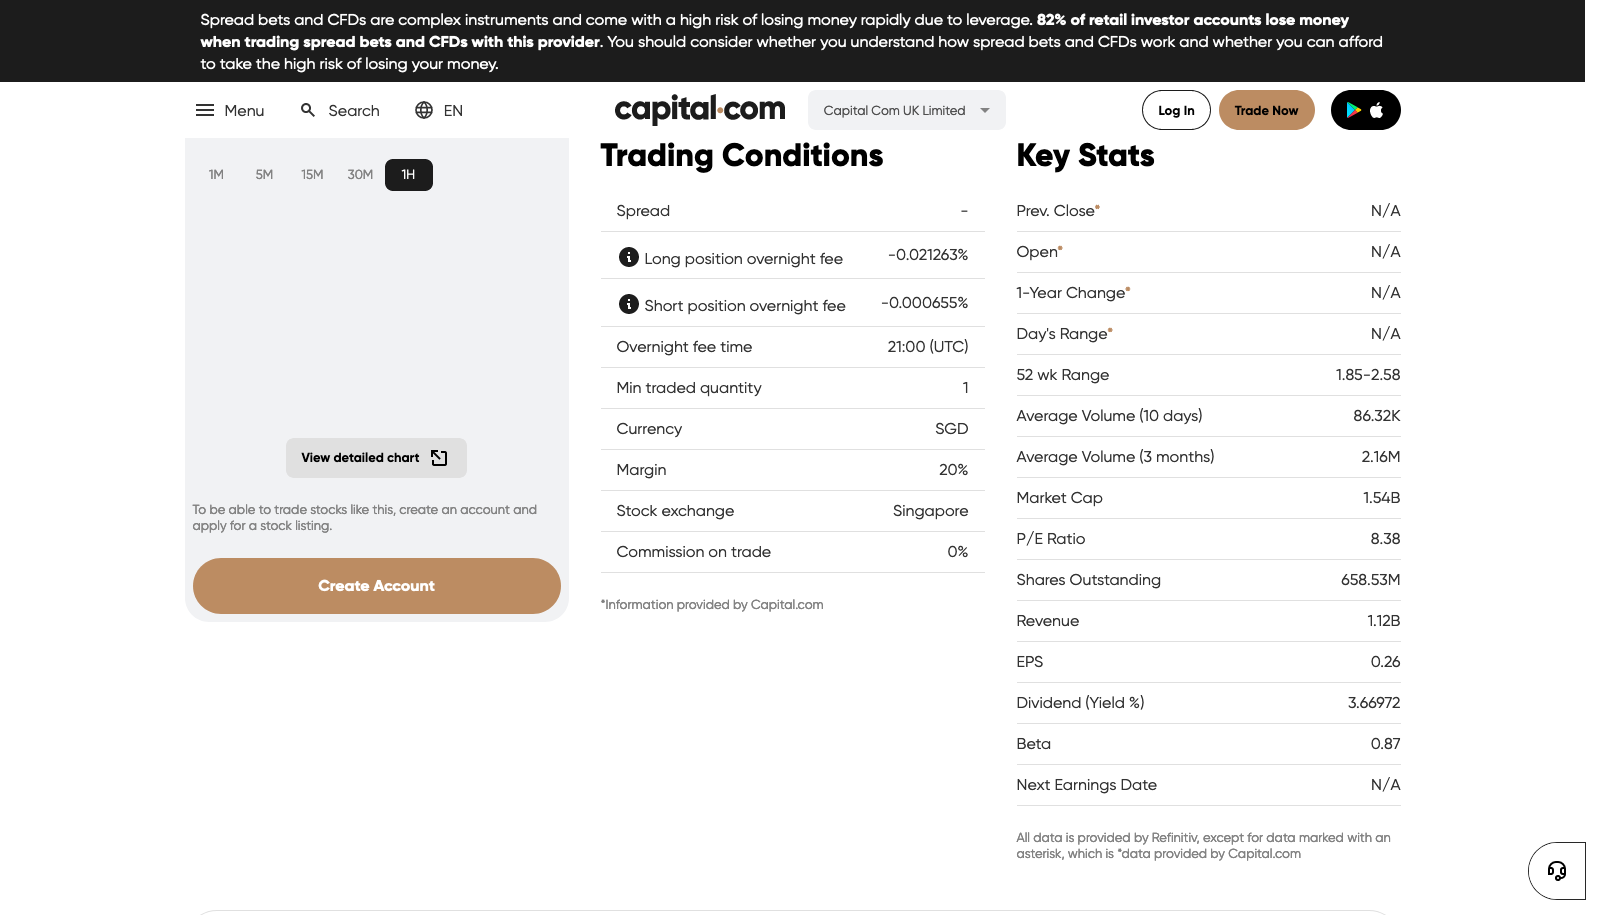 Spread bets and CFDs are complex instruments and come with a high risk of losing money rapidly due to leverage. 82% of retail investor accounts lose money
when trading spread bets and CFDs with this provider. You should consider whether you understand how spread bets and CFDs work and whether you can afford
to take the high risk of losing your money.
Menu Search EN capital.com Capital Com UK Limited Log In Trade Now
1M 5M 15M 30M 1H
View detailed chart
To be able to trade stocks like this, create an account and
apply for a stock listing.
Create Account
Trading Conditions
Spread -
Long position overnight fee -0.021263%
Short position overnight fee -0.000655%
Overnight fee time 21:00 (UTC)
Min traded quantity 1
Currency SGD
Margin 20%
Stock exchange Singapore
Commission on trade 0%
*Information provided by Capital.com
Key Stats
Prev. Close* N/A
Open* N/A
1-Year Change* N/A
Day's Range* N/A
52 wk Range 1.85-2.58
Average Volume (10 days) 86.32K
Average Volume (3 months) 2.16M
Market Cap 1.54B
P/E Ratio 8.38
Shares Outstanding 658.53M
Revenue 1.12B
EPS 0.26
Dividend (Yield %) 3.66972
Beta 0.87
Next Earnings Date N/A
All data is provided by Refinitiv, except for data marked with an
asterisk, which is *data provided by Capital.com